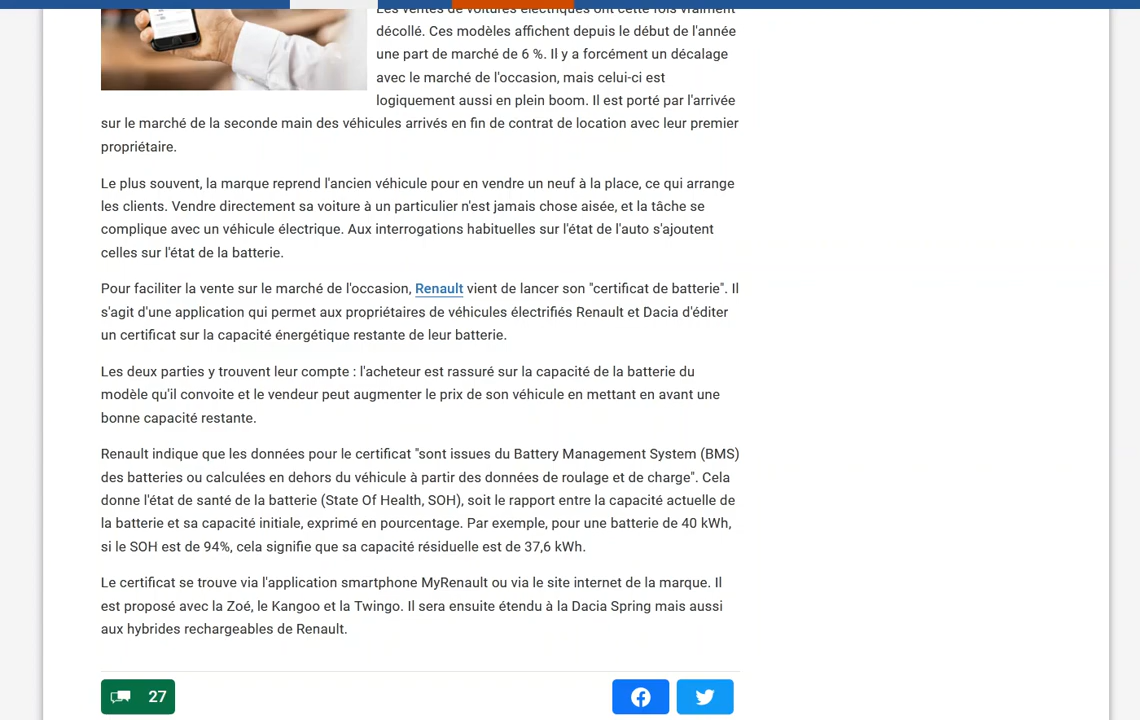 Les ventes de voitures électriques ont cette fois vraiment
décollé. Ces modèles affichent depuis le début de l'année
une part de marché de 6 %. Il y a forcément un décalage
avec le marché de l'occasion, mais celui-ci est
logiquement aussi en plein boom. Il est porté par l'arrivée
sur le marché de la seconde main des véhicules arrivés en fin de contrat de location avec leur premier
propriétaire.
Le plus souvent, la marque reprend l'ancien véhicule pour en vendre un neuf à la place, ce qui arrange
les clients. Vendre directement sa voiture à un particulier n'est jamais chose aisée, et la tâche se
complique avec un véhicule électrique. Aux interrogations habituelles sur l'état de l'auto s'ajoutent
celles sur l'état de la batterie.
Pour faciliter la vente sur le marché de l'occasion, Renault vient de lancer son "certificat de batterie". Il
s'agit d'une application qui permet aux propriétaires de véhicules électrifiés Renault et Dacia d'éditer
un certificat sur la capacité énergétique restante de leur batterie.
Les deux parties y trouvent leur compte : l'acheteur est rassuré sur la capacité de la batterie du
modèle qu'il convoite et le vendeur peut augmenter le prix de son véhicule en mettant en avant une
bonne capacité restante.
Renault indique que les données pour le certificat "sont issues du Battery Management System (BMS)
des batteries ou calculées en dehors du véhicule à partir des données de roulage et de charge". Cela
donne l'état de santé de la batterie (State Of Health, SOH), soit le rapport entre la capacité actuelle de
la batterie et sa capacité initiale, exprimé en pourcentage. Par exemple, pour une batterie de 40 kWh,
si le SOH est de 94%, cela signifie que sa capacité résiduelle est de 37,6 kWh.
Le certificat se trouve via l'application smartphone MyRenault ou via le site internet de la marque. Il
est proposé avec la Zoé, le Kangoo et la Twingo. Il sera ensuite étendu à la Dacia Spring mais aussi
aux hybrides rechargeables de Renault.
27